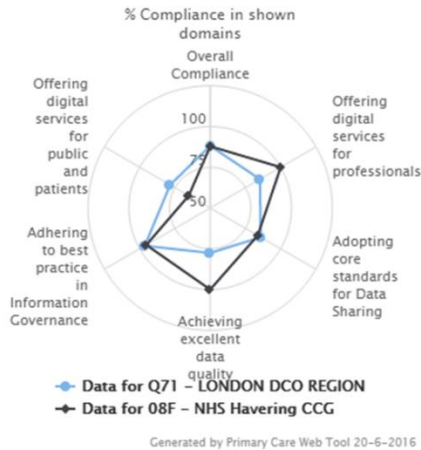 % Compliance in shown
domains
Overall
Compliance
Offering
digital
services
for
public
and
patients
Offering
digital
services
for
professionals
100
75
50
Adhering
to best
practice
in
Information
Governance
Adopting
core
standards
for Data
Sharing
Achieving
excellent
data
quality
Data for Q71 – LONDON DCO REGION
Data for 08F – NHS Havering CCG
Generated by Primary Care Web Tool 20-6-2016